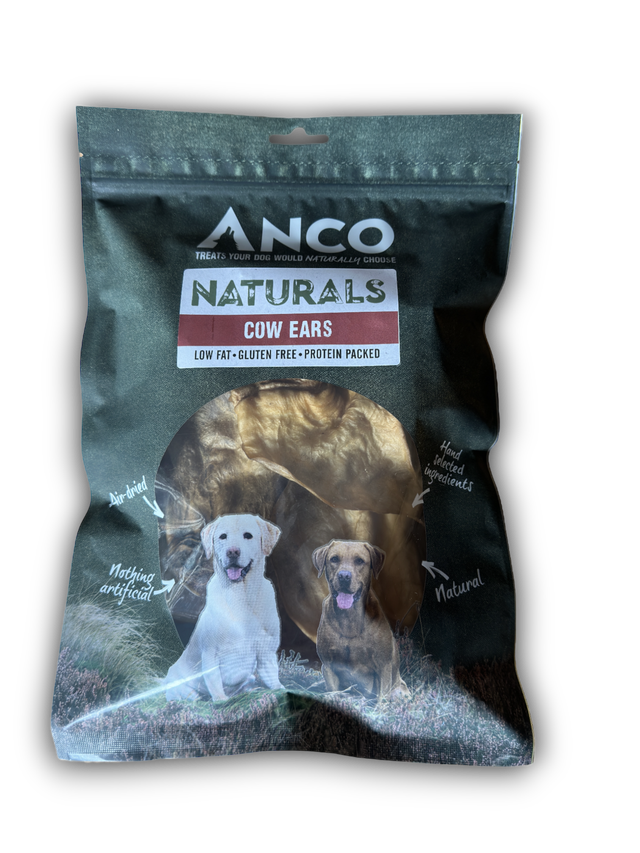 ANCO
TREATS YOUR DOG WOULD NATURALLY CHOOSE
NATURALS
COW EARS
LOW FAT • GLUTEN FREE • PROTEIN PACKED
Air-dried
Hand
selected
ingredients
Nothing
artificial
Natural